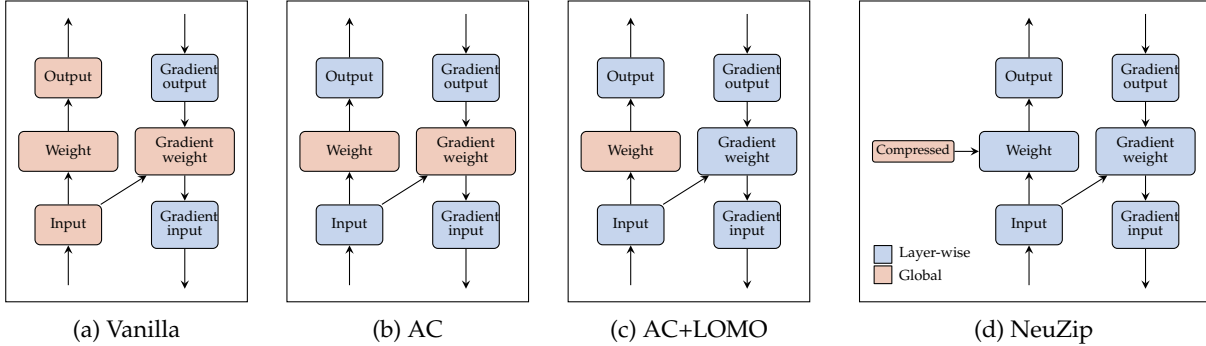 Output
Gradient
output
Weight
Gradient
weight
Input
Gradient
input
(a) Vanilla
Output
Gradient
output
Weight
Gradient
weight
Input
Gradient
input
(b) AC
Output
Gradient
output
Weight
Gradient
weight
Input
Gradient
input
(c) AC+LOMO
Output
Gradient
output
Compressed
Weight
Gradient
weight
Input
Gradient
input
Layer-wise
Global
(d) NeuZip